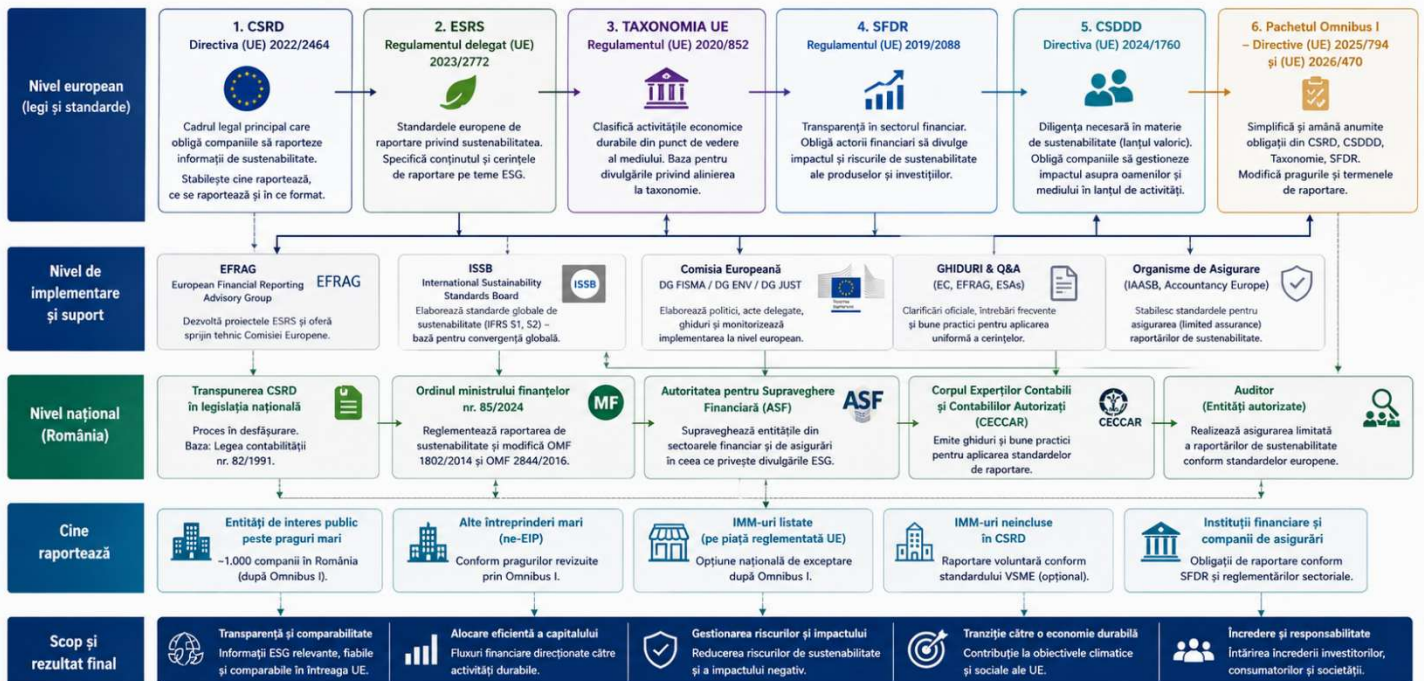 Nivel european
(legi și standarde)
1. CSRD
Directiva (UE) 2022/2464
Cadrul legal principal care
obligă companiile să raporteze
informații de sustenabilitate.
Stabilește cine raportează,
ce se raportează și în ce format.
2. ESRS
Regulamentul delegat (UE)
2023/2772
Standardele europene de
raportare privind sustenabilitatea.
Specifică conținutul și cerințele
de raportare pe teme ESG.
3. TAXONOMIA UE
Regulamentul (UE) 2020/852
Clasifică activitățile economice
durabile din punct de vedere
al mediului. Baza pentru
divulgările privind alinierea
la taxonomie.
4. SFDR
Regulamentul (UE) 2019/2088
Transparență în sectorul financiar.
Obligă actorii financiari să divulge
impactul și riscurile de sustenabilitate
ale produselor și investițiilor.
5. CSDDD
Directiva (UE) 2024/1760
Diligența necesară în materie
de sustenabilitate (lanțul valoric).
Obligă companiile să gestioneze
impactul asupra oamenilor și
mediului în lanțul de activități.
6. Pachetul Omnibus I
– Directive (UE) 2025/794
și (UE) 2026/470
Simplifică și amână anumite
obligații din CSRD, CSDDD,
Taxonomie, SFDR.
Modifică pragurile și termenele
de raportare.
Nivel de
implementare
și suport
EFRAG
European Financial Reporting
Advisory Group
EFRAG
Dezvoltă proiectele ESRS și oferă
sprijin tehnic Comisiei Europene.
ISSB
International Sustainability
Standards Board
ISSB
Elaborează standarde globale de
sustenabilitate (IFRS S1, S2) –
bază pentru convergență globală.
Comisia Europeană
DG FISMA / DG ENV / DG JUST
Elaborează politici, acte delegate,
ghiduri și monitorizează
implementarea la nivel european.
GHIDURI & Q&A
(EC, EFRAG, ESAs)
Clarificări oficiale, întrebări frecvente
și bune practici pentru aplicarea
uniformă a cerințelor.
Organisme de Asigurare
(IAASB, Accountancy Europe)
Stabilesc standardele pentru
asigurarea (limited assurance)
raportărilor de sustenabilitate.
Nivel național
(România)
Transpunerea CSRD
în legislația națională
Proces în desfășurare.
Baza: Legea contabilității
nr. 82/1991.
Ordinul ministrului finanțelor
nr. 85/2024
MF
Reglementează raportarea de
sustenabilitate și modifică OMF
1802/2014 și OMF 2844/2016.
Autoritatea pentru Supraveghere
Financiară (ASF)
ASF
Supraveghează entitățile din
sectoarele financiar și de asigurări
în ceea ce privește divulgările ESG.
Corpul Experților Contabili
și Contabililor Autorizați
(CECCAR)
CECCAR
Emite ghiduri și bune practici
pentru aplicarea standardelor
de raportare.
Auditor
(Entități autorizate)
Realizează asigurarea limitată
a raportărilor de sustenabilitate
conform standardelor europene.
Cine
raportează
Entități de interes public
peste praguri mari
~1.000 companii în România
(după Omnibus I).
Alte întreprinderi mari
(ne-EIP)
Conform pragurilor revizuite
prin Omnibus I.
IMM-uri listate
(pe piață reglementată UE)
Opțiune națională de exceptare
după Omnibus I.
IMM-uri neincluse
în CSRD
Raportare voluntară conform
standardului VSME (opțional).
Instituții financiare și
companii de asigurări
Obligații de raportare conform
SFDR și reglementărilor sectoriale.
Scop și
rezultat final
Transparență și comparabilitate
Informații ESG relevante, fiabile
și comparabile în întreaga UE.
Alocare eficientă a capitalului
Fluxuri financiare direcționate către
activități durabile.
Gestionarea riscurilor și impactului
Reducerea riscurilor de sustenabilitate
și a impactului negativ.
Tranziție către o economie durabilă
Contribuție la obiectivele climatice
și sociale ale UE.
Încredere și responsabilitate
Întărirea încrederii investitorilor,
consumatorilor și societății.